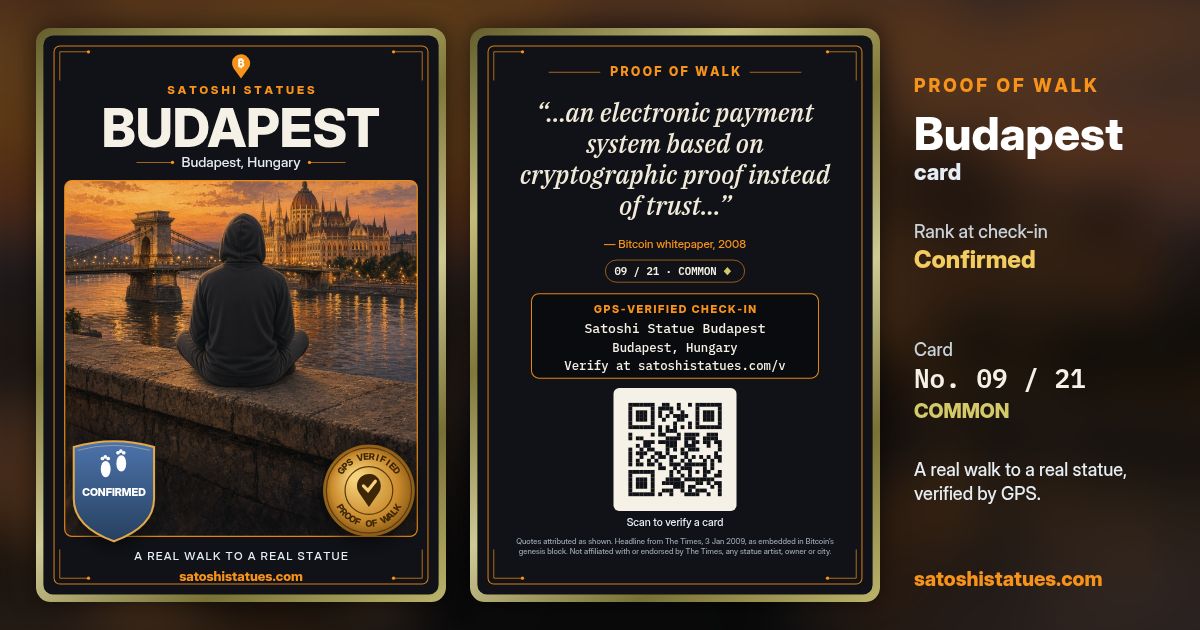 SATOSHI STATUES
BUDAPEST
Budapest, Hungary
CONFIRMED
GPS VERIFIED
PROOF OF WALK
A REAL WALK TO A REAL STATUE
satoshistatues.com
PROOF OF WALK
“…an electronic payment
system based on
cryptographic proof instead
of trust…”
— Bitcoin whitepaper, 2008
09 / 21 · COMMON ◆
GPS-VERIFIED CHECK-IN
Satoshi Statue Budapest
Budapest, Hungary
Verify at satoshistatues.com/v
Scan to verify a card
Quotes attributed as shown. Headline from The Times, 3 Jan 2009, as embedded in Bitcoin's
genesis block. Not affiliated with or endorsed by The Times, any statue artist, owner or city.
PROOF OF WALK
Budapest
card
Rank at check-in
Confirmed
Card
No. 09 / 21
COMMON
A real walk to a real statue,
verified by GPS.
satoshistatues.com